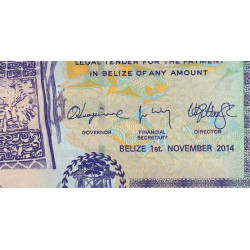 LEGAL TENDER FOR THE PAYMENT
IN BELIZE OF ANY AMOUNT
GOVERNOR FINANCIAL SECRETARY DIRECTOR
BELIZE 1st. NOVEMBER 2014